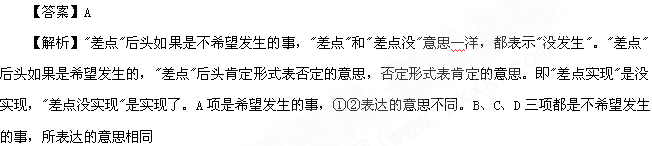 【答案】A
【解析】"差点"后头如果是不希望发生的事，"差点"和"差点没"意思一洋，都表示"没发生"。"差点"
后头如果是希望发生的，"差点"后头肯定形式表否定的意思，否定形式表肯定的意思。即"差点实现"是没
实现，"差点没实现"是实现了。A 项是希望发生的事，①②表达的意思不同。B、C、D 三项都是不希望发生
的事，所表达的意思相同